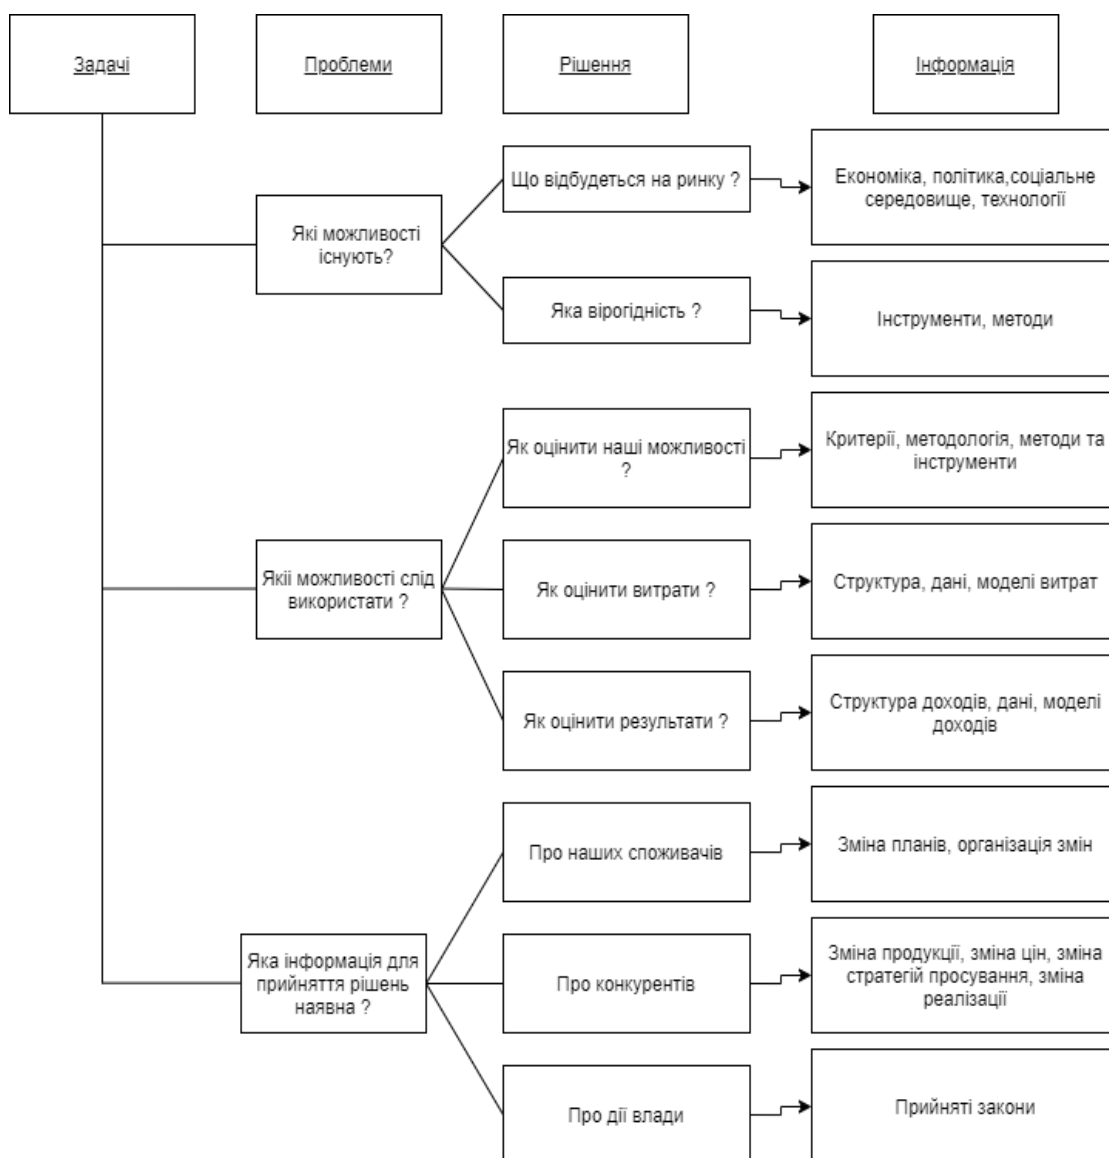 Задачі
Проблеми
Рішення
Інформація
Які можливості
існують?
Що відбудеться на ринку ?
Економіка, політика,соціальне
середовище, технології
Яка вірогідність ?
Інструменти, методи
Якіі можливості слід
використати ?
Як оцінити наші можливості
?
Критерії, методологія, методи та
інструменти
Як оцінити витрати ?
Структура, дані, моделі витрат
Як оцінити результати ?
Структура доходів, дані, моделі
доходів
Яка інформація для
прийняття рішень
наявна ?
Про наших споживачів
Зміна планів, організація змін
Про конкурентів
Зміна продукції, зміна цін, зміна
стратегій просування, зміна
реалізації
Про дії влади
Прийняті закони